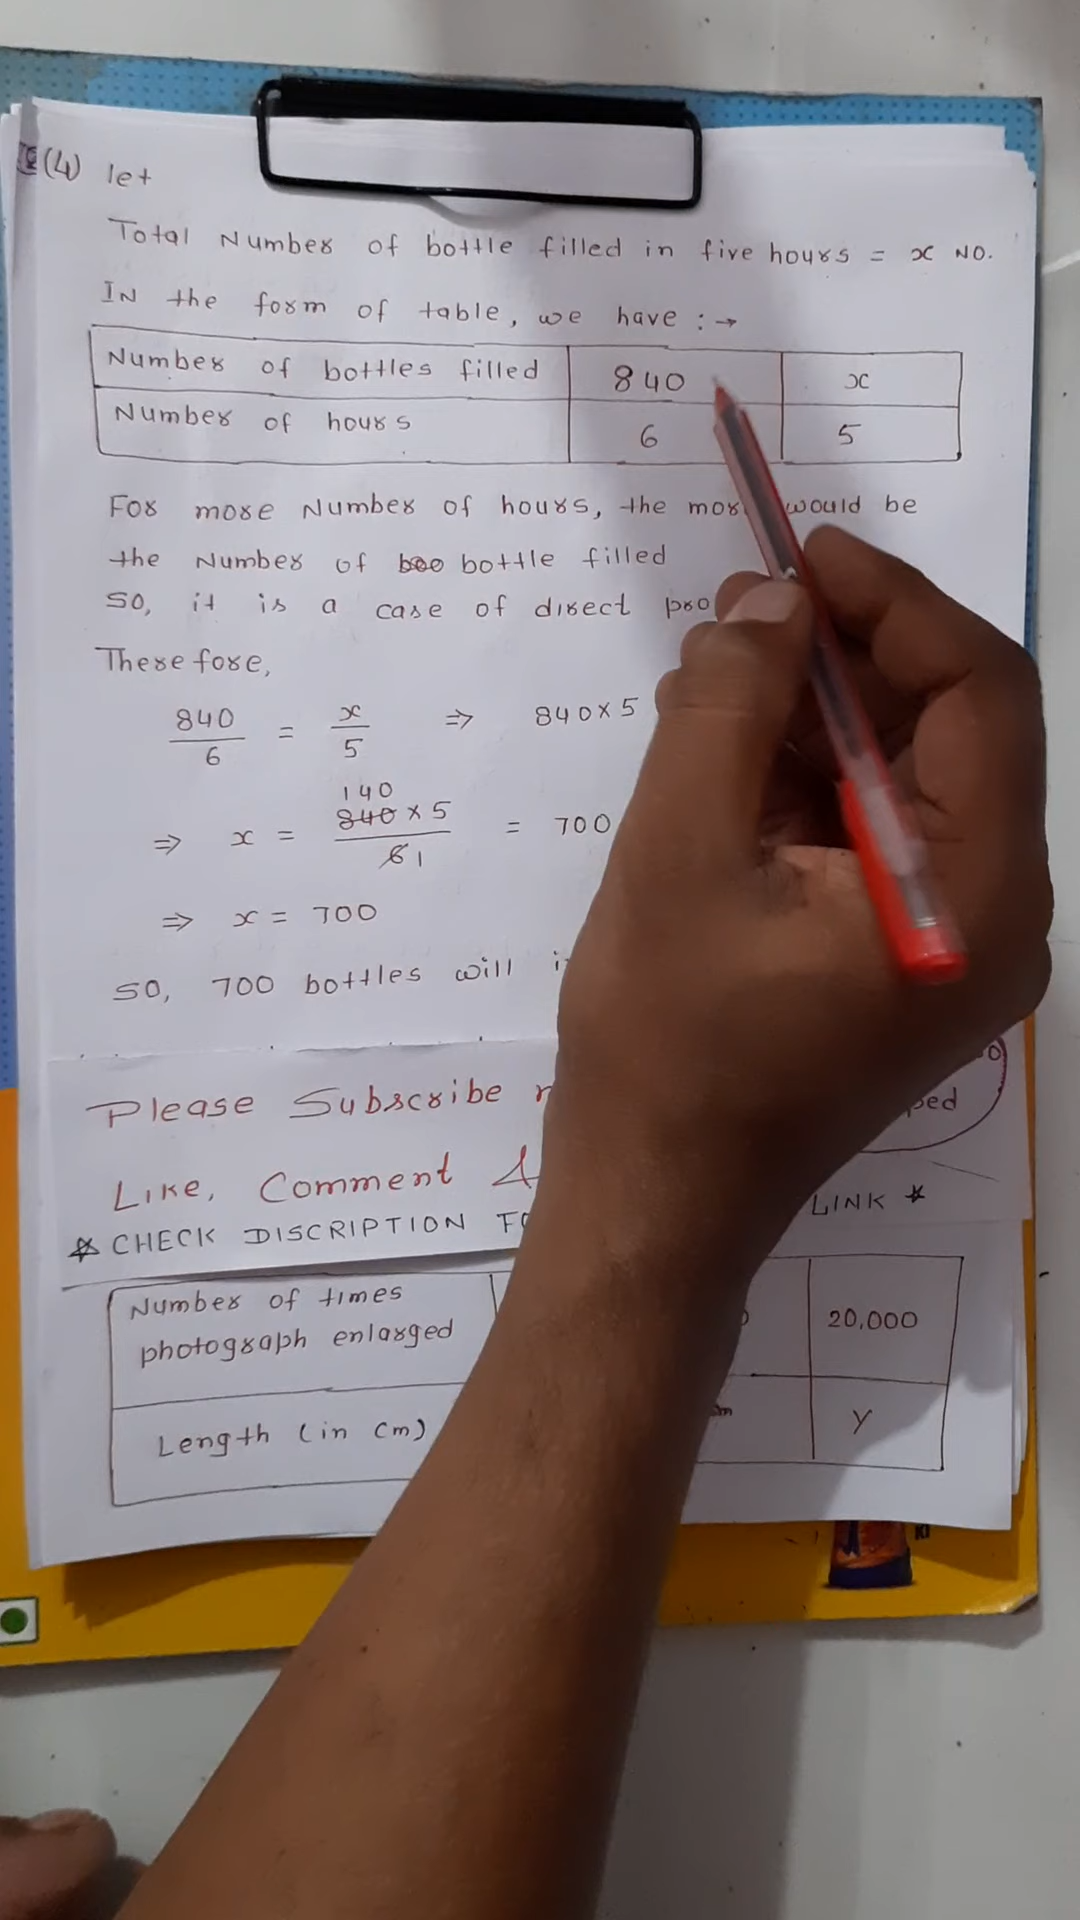 (4) let
Total Number of bottle filled in five hours = x NO.
IN the form of table, we have :→
Number of bottles filled 840 x
Number of hours 6 5
For more Number of hours, the would be
the Number of boo bottle filled
So, it is a case of direct pro
Therefore,
840/6 = x/5 ⇒ 840×5
140
⇒ x = 840×5/6 1 = 700
⇒ x = 700
So, 700 bottles will
Please Subscribe
Like, Comment &
LINK *
* CHECK DISCRIPTION
Number of times
photograph enlarged 20,000
Length (in cm) Y